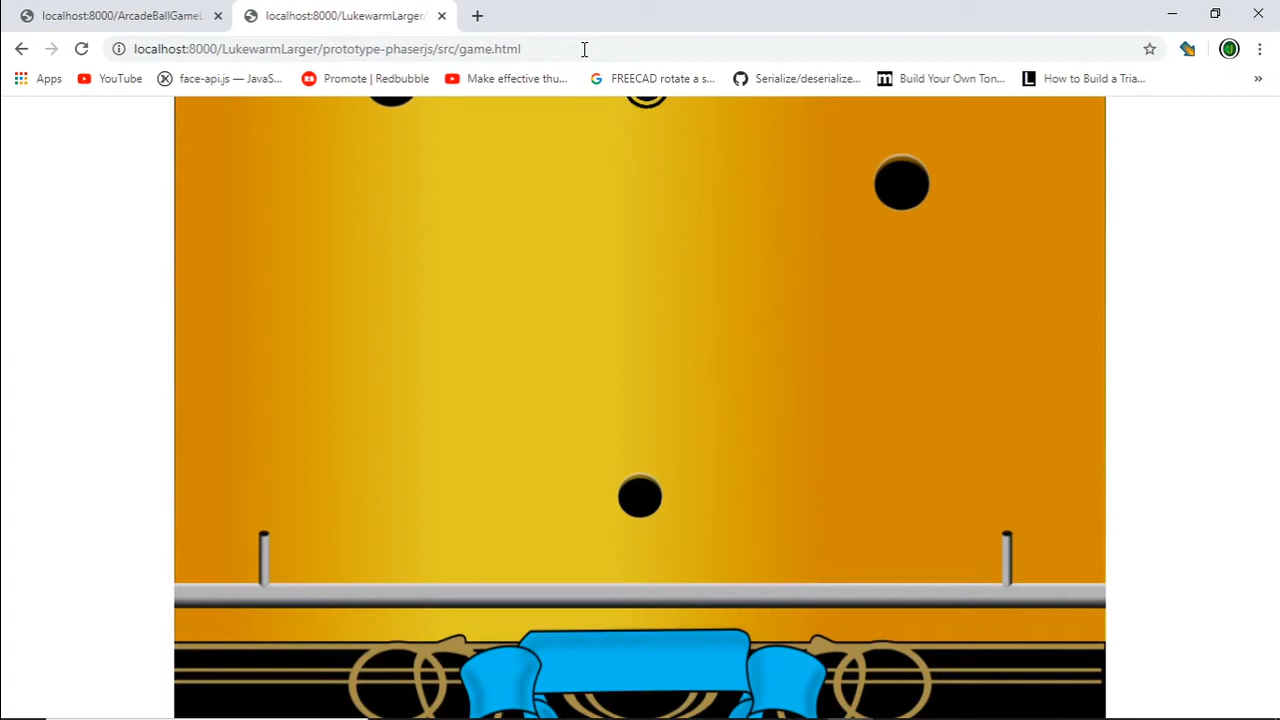 localhost:8000/ArcadeBallGameL
localhost:8000/LukewarmLarger/
localhost:8000/LukewarmLarger/prototype-phaserjs/src/game.html
Apps YouTube face-api.js — JavaS... Promote | Redbubble Make effective thu... FREECAD rotate a s... Serialize/deserialize... Build Your Own Ton... How to Build a Tria...